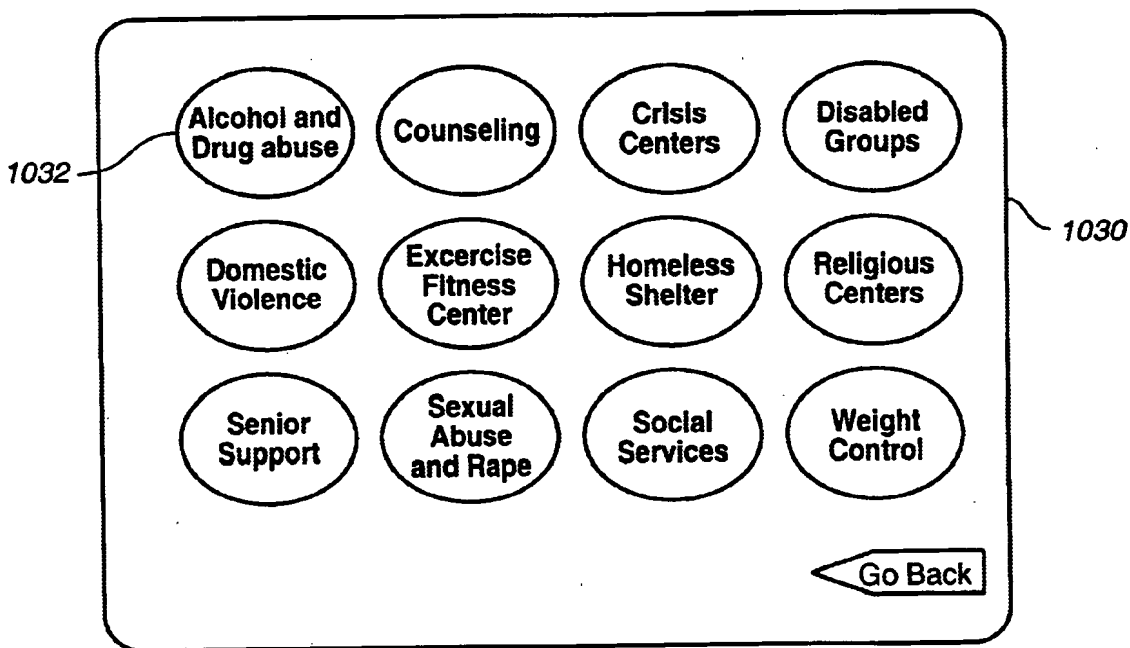 Alcohol and
Drug abuse
Counseling
Crisis
Centers
Disabled
Groups
1032
1030
Domestic
Violence
Excercise
Fitness
Center
Homeless
Shelter
Religious
Centers
Senior
Support
Sexual
Abuse
and Rape
Social
Services
Weight
Control
Go Back